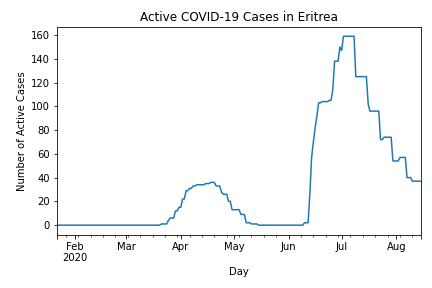 Active COVID-19 Cases in Eritrea
160
140
120
100
80
60
40
20
0
Number of Active Cases
Feb Mar Apr May Jun Jul Aug
2020
Day